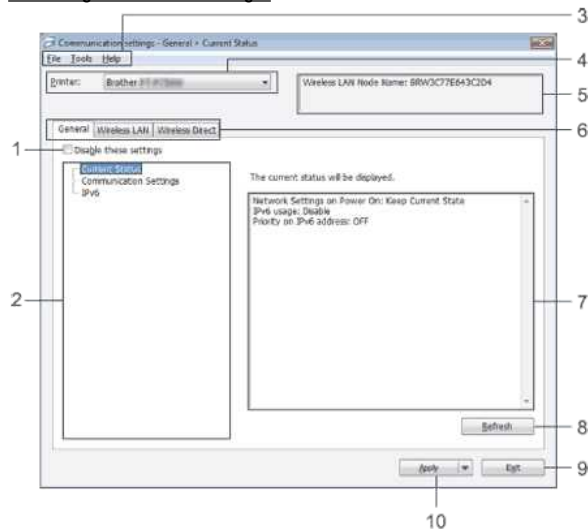 3
Communication settings - General > Current Status
File Tools Help
4
Printer: Brother
Wireless LAN Node Name: BRW3C77E643C2D4
5
General Wireless LAN Wireless Direct
6
1
Disable these settings
Current Status
Communication Settings
IPv6
The current status will be displayed.
Network Settings on Power On: Keep Current State
IPv6 usage: Disable
Priority on IPv6 address: OFF
2
7
Refresh
8
Apply
Exit
9
10